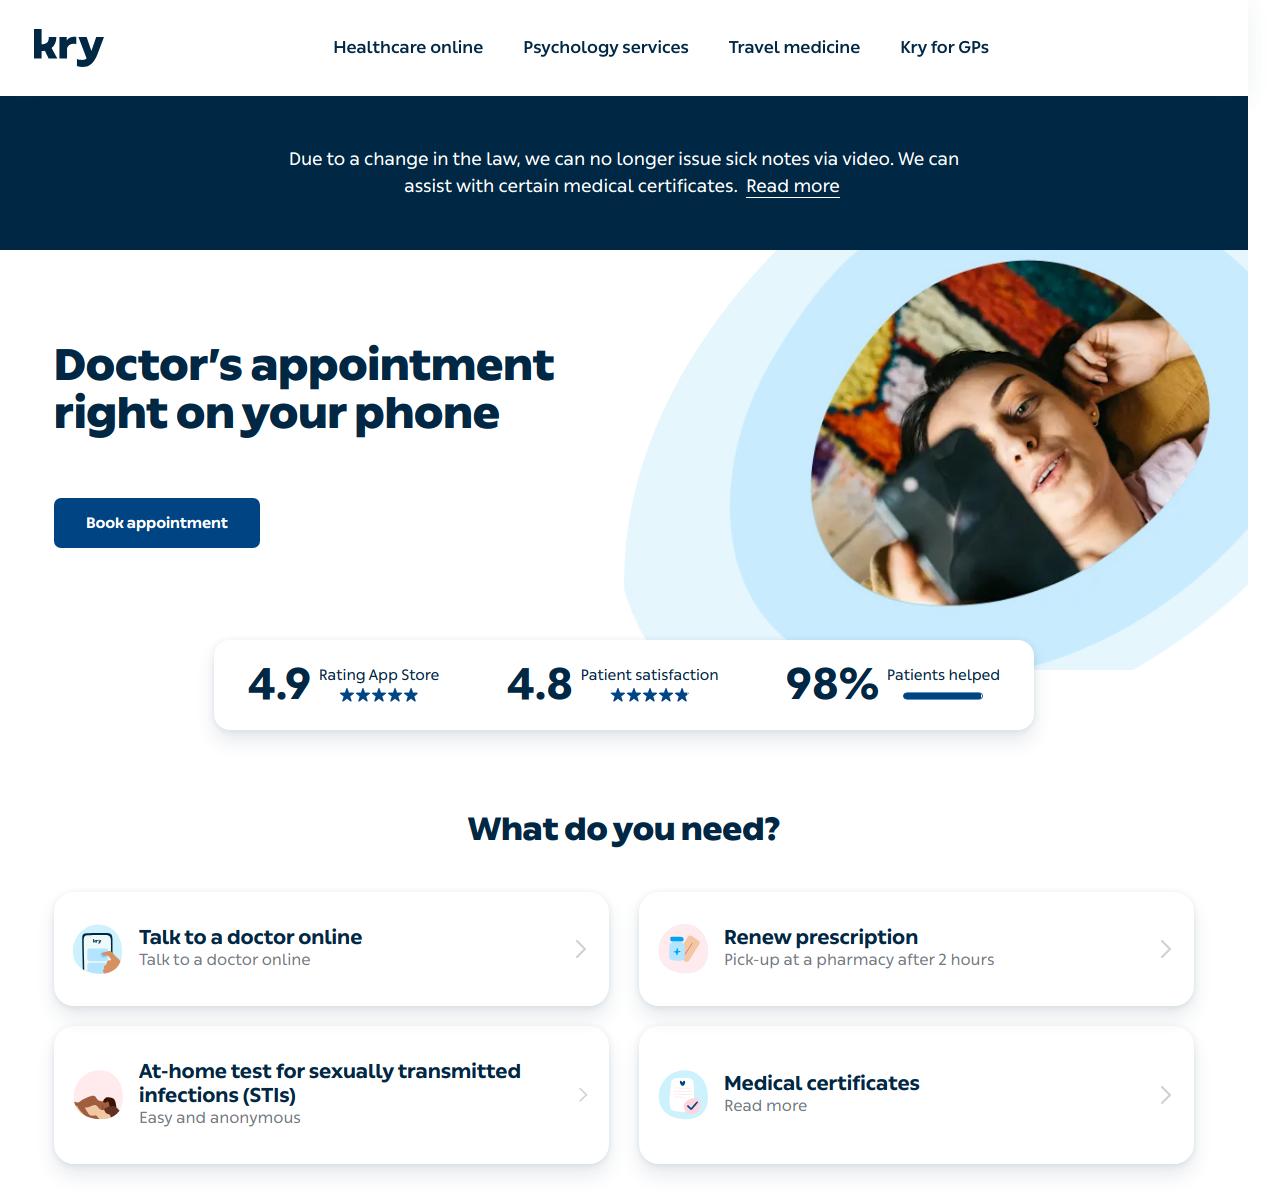 kry
Healthcare online
Psychology services
Travel medicine
Kry for GPs
Due to a change in the law, we can no longer issue sick notes via video. We can
assist with certain medical certificates. Read more
Doctor’s appointment
right on your phone
Book appointment
4.9 Rating App Store
4.8 Patient satisfaction
98% Patients helped
What do you need?
kry
Talk to a doctor online
Talk to a doctor online
Renew prescription
Pick-up at a pharmacy after 2 hours
At-home test for sexually transmitted
infections (STIs)
Easy and anonymous
Medical certificates
Read more